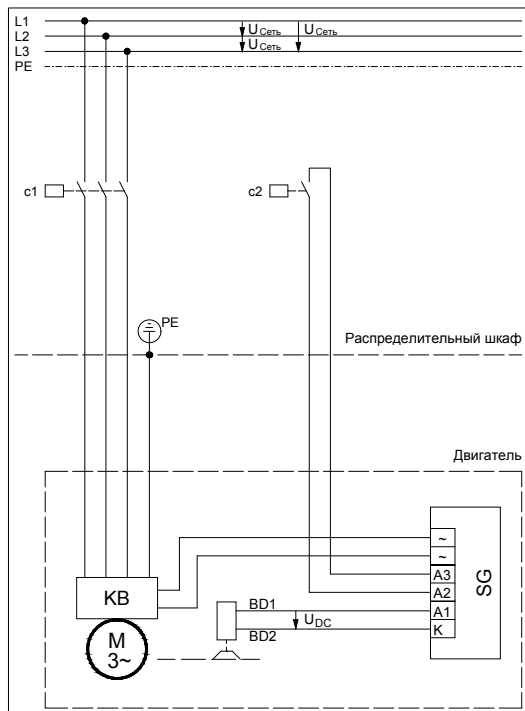 L1
L2
L3
PE
UСеть UСеть
UСеть
c1
c2
PE
Распределительный шкаф
Двигатель
~
~
A3
A2
A1
K
SG
KB
M
3~
BD1
UDC
BD2